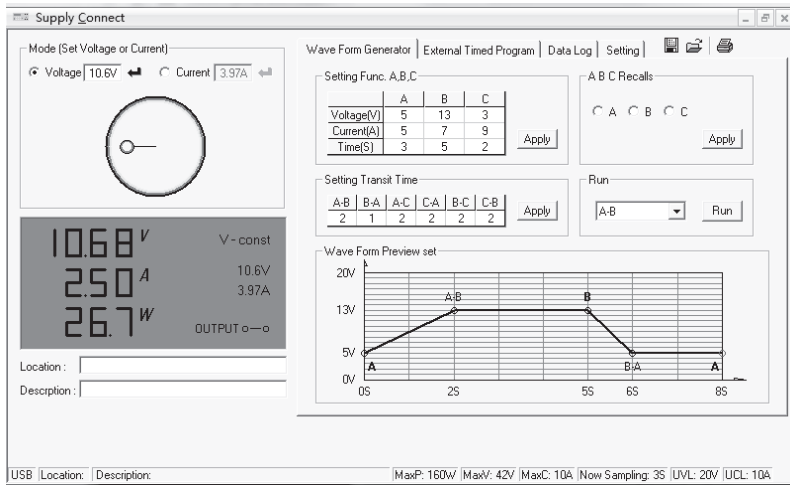 Supply Connect
Mode (Set Voltage or Current)
Voltage 10.6V Current 3.97A
10.68 V V-const
2.50 A 10.6V
3.97A
26.7 W OUTPUT
Location :
Descrption :
Wave Form Generator External Timed Program Data Log Setting
Setting Func. A,B,C
A B C
Voltage(V) 5 13 3
Current(A) 5 7 9
Time(S) 3 5 2
Apply
A B C Recalls
A B C
Apply
Setting Transit Time
A-B B-A A-C C-A B-C C-B
2 1 2 2 2 2
Apply
Run
A-B Run
Wave Form Preview set
20V
A-B B
13V
5V
A B-A A
0V
0S 2S 5S 6S 8S
USB Location: Description: MaxP: 160W MaxV: 42V MaxC: 10A Now Sampling: 3S UVL: 20V UCL: 10A